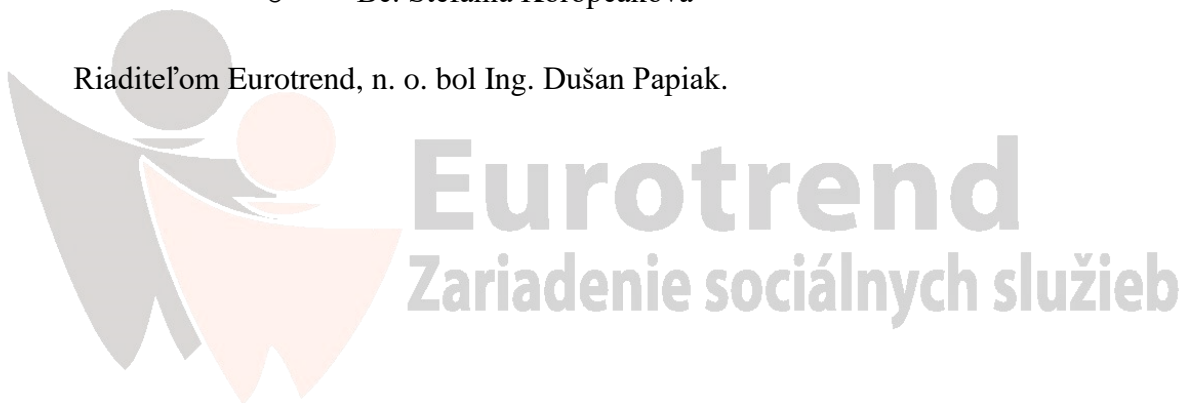 Riaditeľom Eurotrend, n. o. bol Ing. Dušan Papiak.
Eurotrend
Zariadenie sociálnych služieb